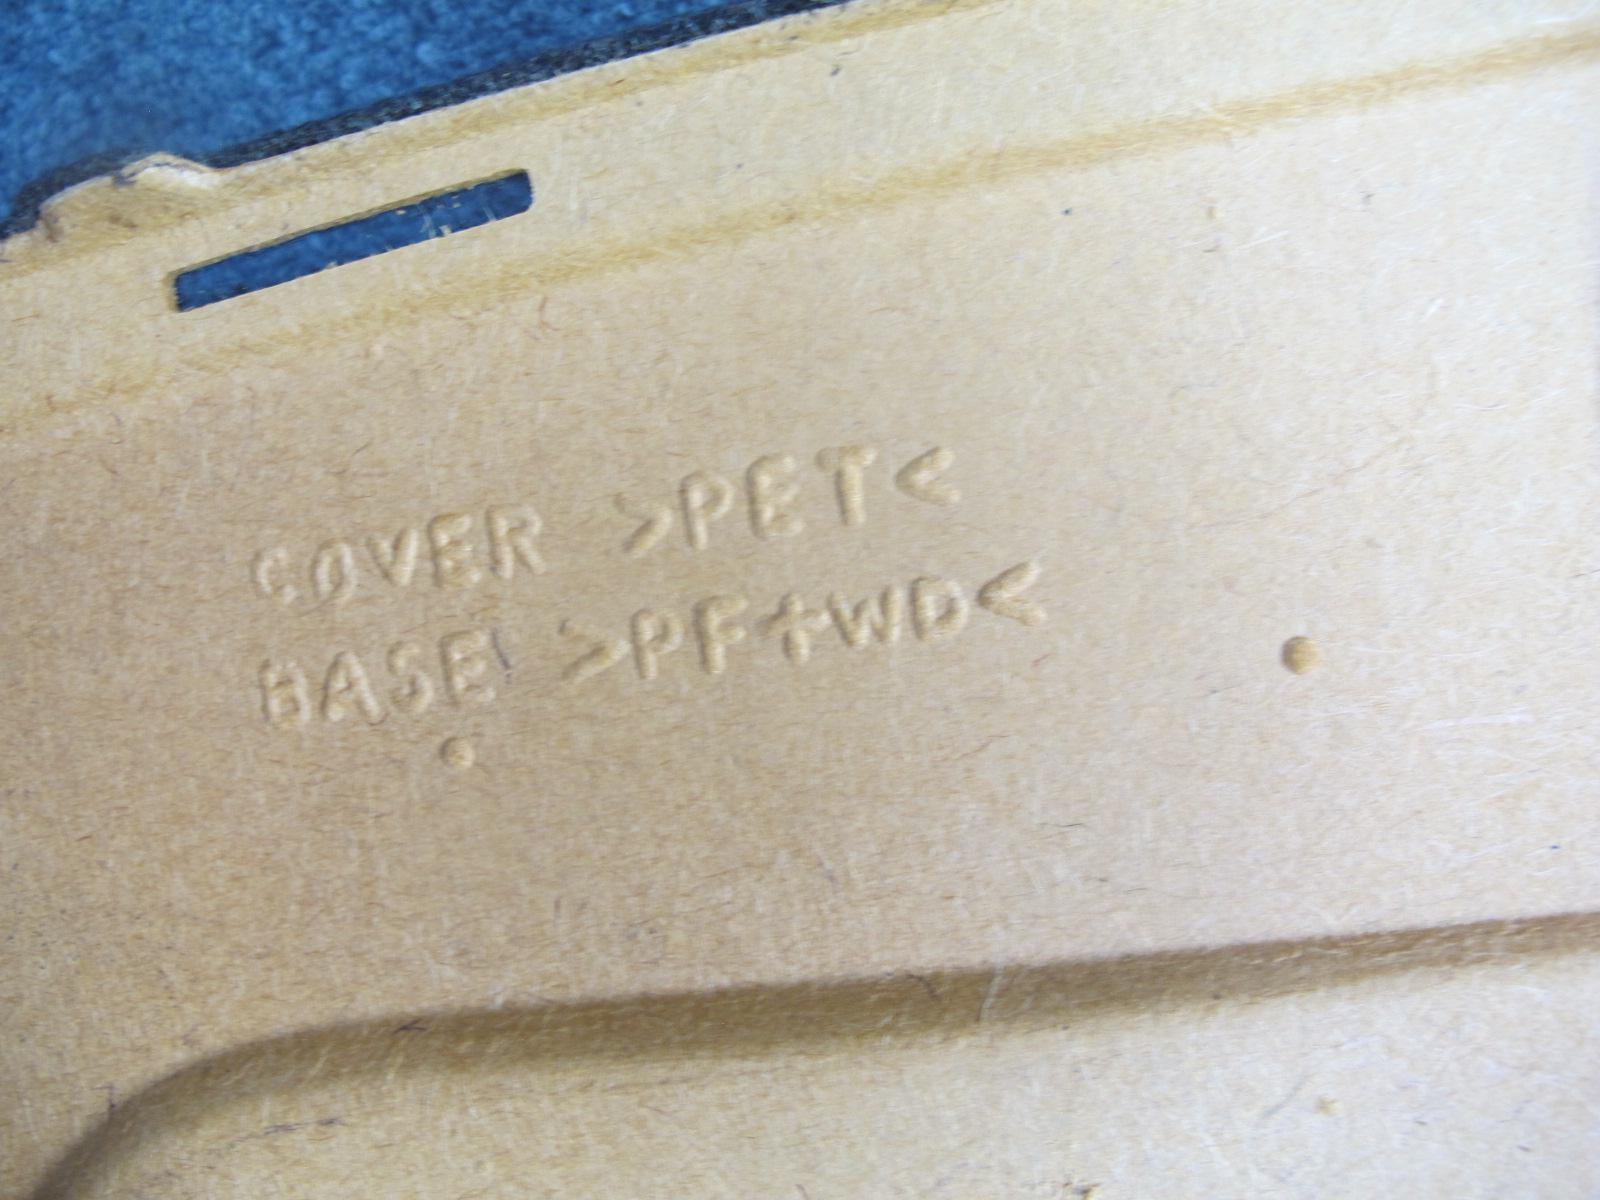 COVER >PET<
BASE >PF+WD<